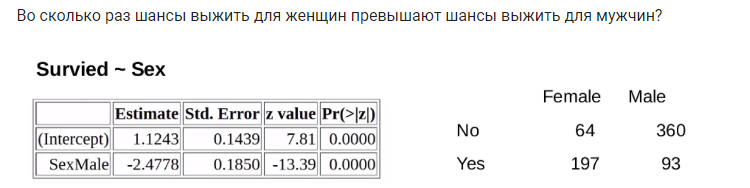 Во сколько раз шансы выжить для женщин превышают шансы выжить для мужчин?
Survied ~ Sex
Estimate Std. Error z value Pr(>|z|)
(Intercept) 1.1243 0.1439 7.81 0.0000
SexMale -2.4778 0.1850 -13.39 0.0000
Female Male
No 64 360
Yes 197 93